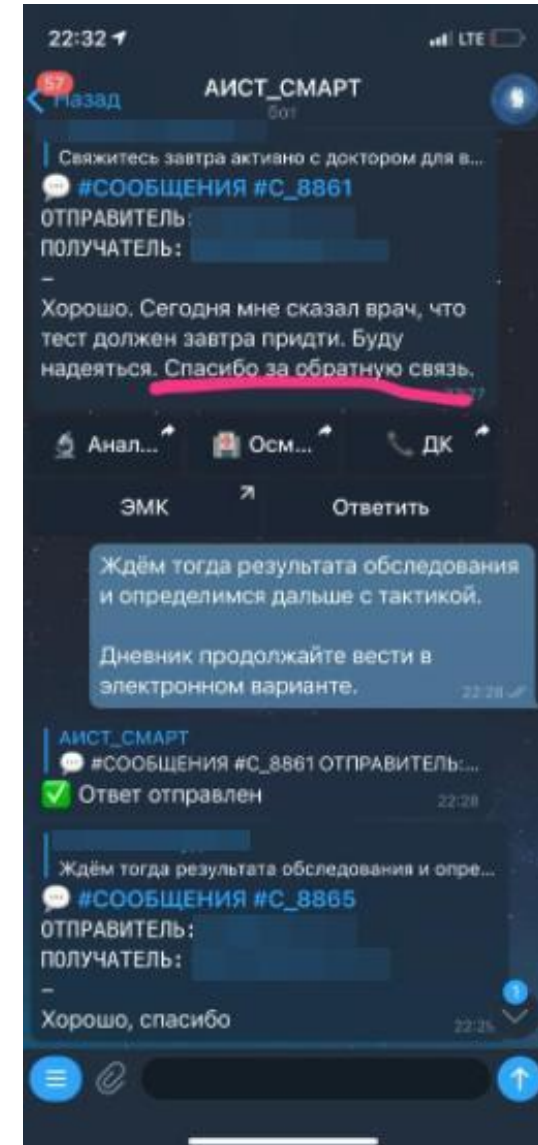 22:32
LTE
57
Назад
АИСТ_СМАРТ
бот
Свяжитесь завтра активно с доктором для в...
💬 #СООБЩЕНИЯ #С_8861
ОТПРАВИТЕЛЬ:
ПОЛУЧАТЕЛЬ:
–
Хорошо. Сегодня мне сказал врач, что
тест должен завтра придти. Буду
надеяться. Спасибо за обратную связь.
🔬 Анал... 🏥 Осм... 📞 ДК
ЭМК Ответить
Ждём тогда результата обследования
и определимся дальше с тактикой.
Дневник продолжайте вести в
электронном варианте.
22:28
АИСТ_СМАРТ
💬 #СООБЩЕНИЯ #С_8861 ОТПРАВИТЕЛЬ:...
✅ Ответ отправлен
22:28
Ждём тогда результата обследования и опре...
💬 #СООБЩЕНИЯ #С_8865
ОТПРАВИТЕЛЬ:
ПОЛУЧАТЕЛЬ:
–
1
Хорошо, спасибо